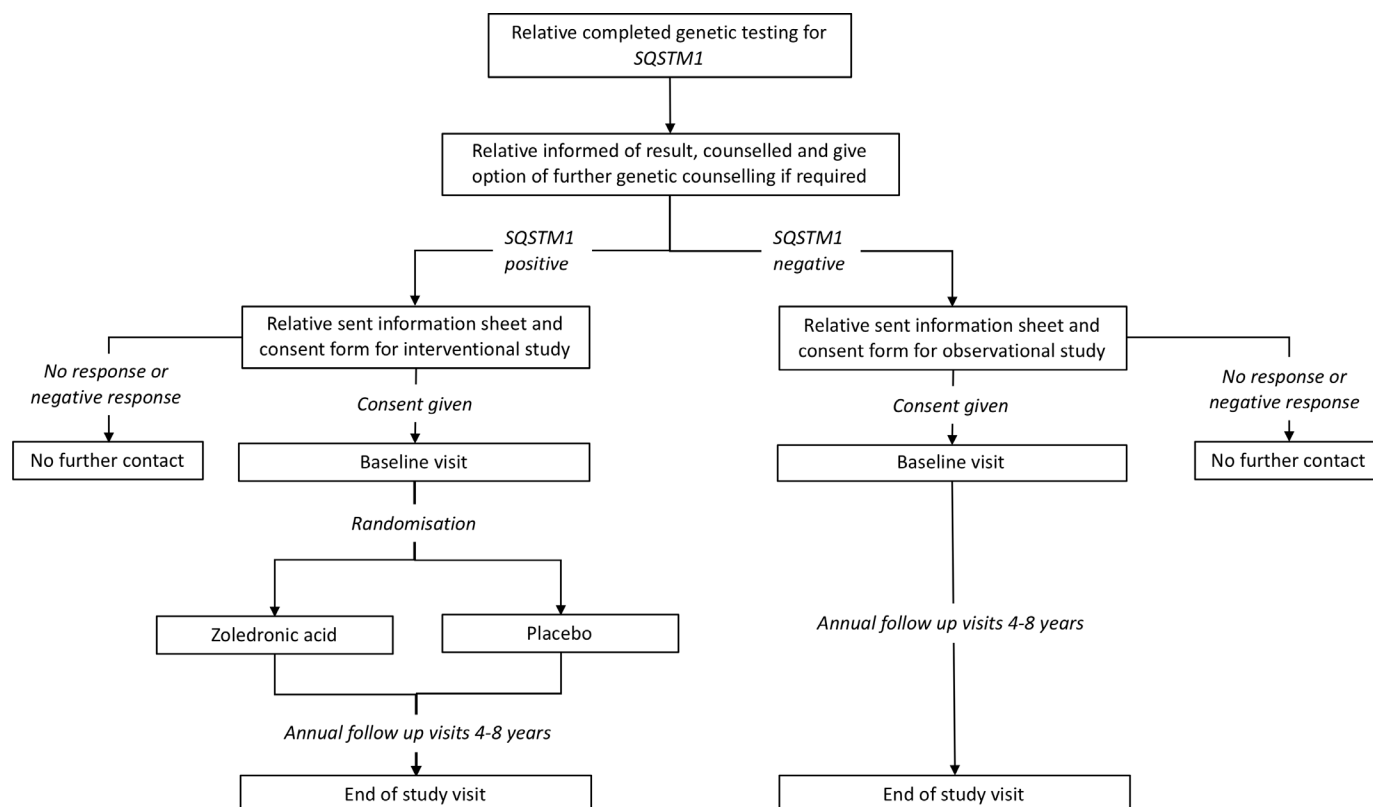 Relative completed genetic testing for
SQSTM1
Relative informed of result, counselled and give
option of further genetic counselling if required
SQSTM1
positive
SQSTM1
negative
Relative sent information sheet and
consent form for interventional study
Relative sent information sheet and
consent form for observational study
No response or
negative response
Consent given
Consent given
No response or
negative response
No further contact
Baseline visit
Baseline visit
No further contact
Randomisation
Zoledronic acid
Placebo
Annual follow up visits 4-8 years
Annual follow up visits 4-8 years
End of study visit
End of study visit